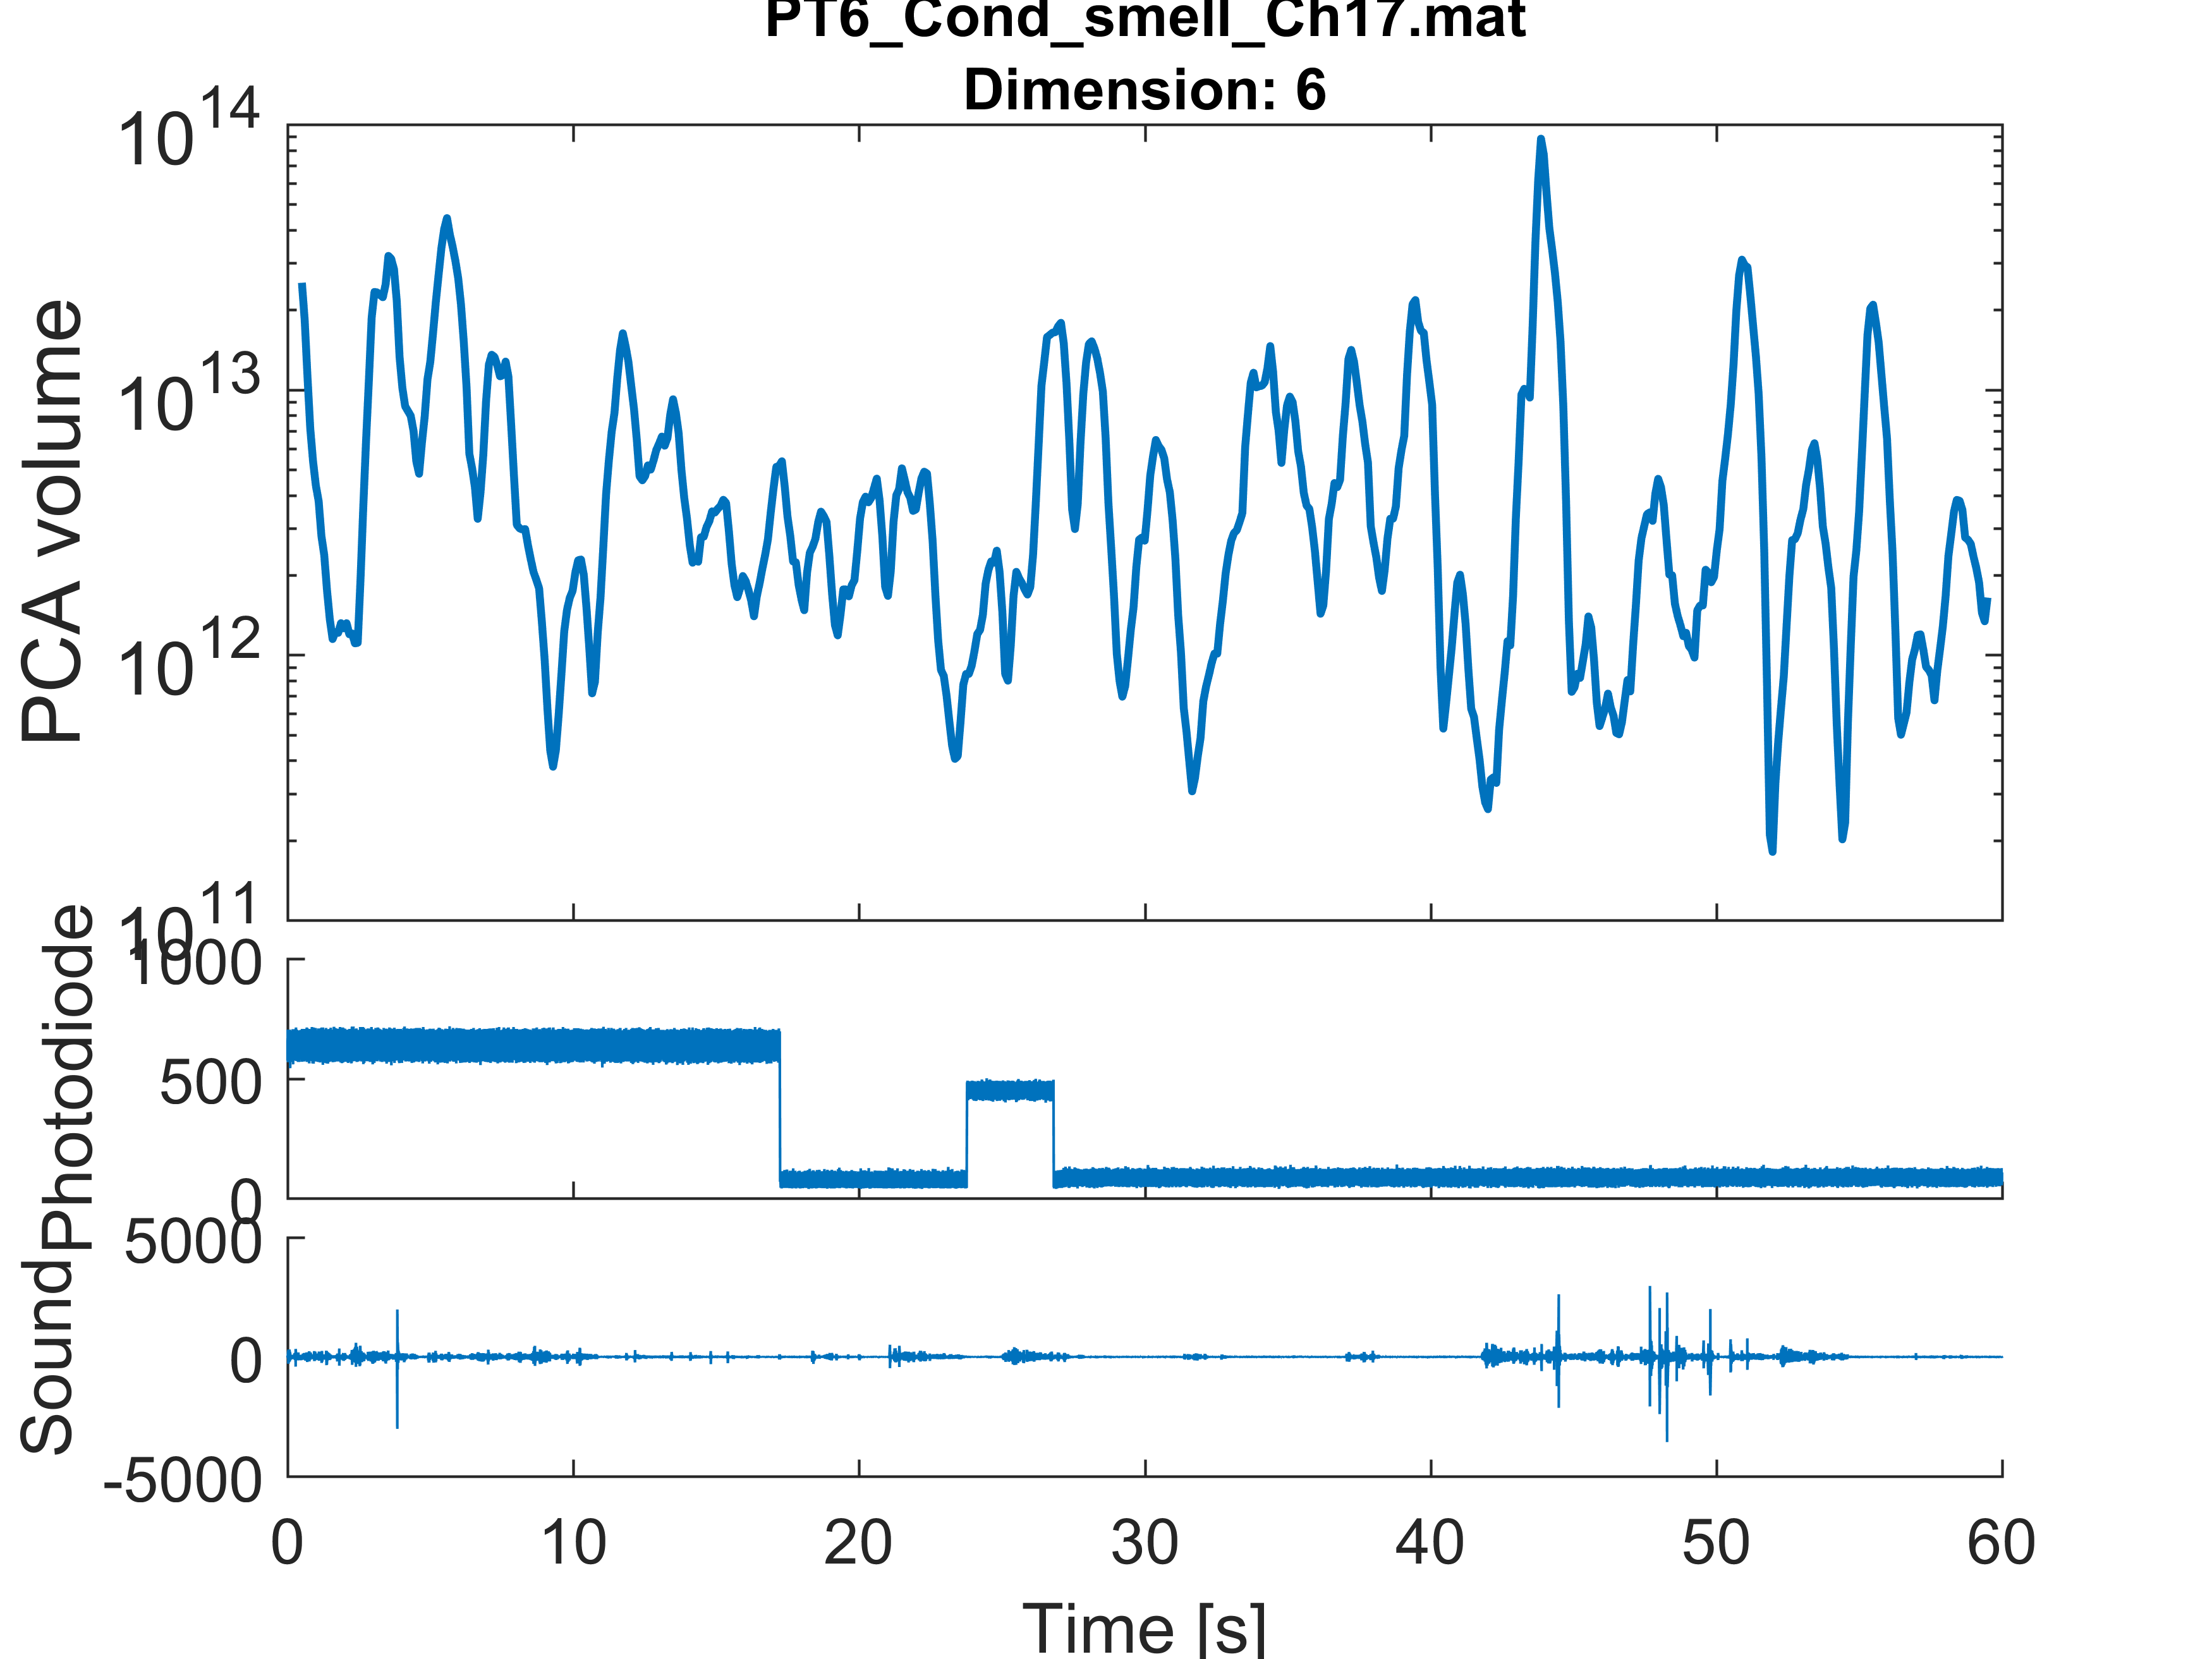 PT6_Cond_smell_Ch17.mat
Dimension: 6
10^14
10^13
10^12
10^11
PCA volume
1000
500
0
Photodiode
5000
0
-5000
Sound
0 10 20 30 40 50 60
Time [s]